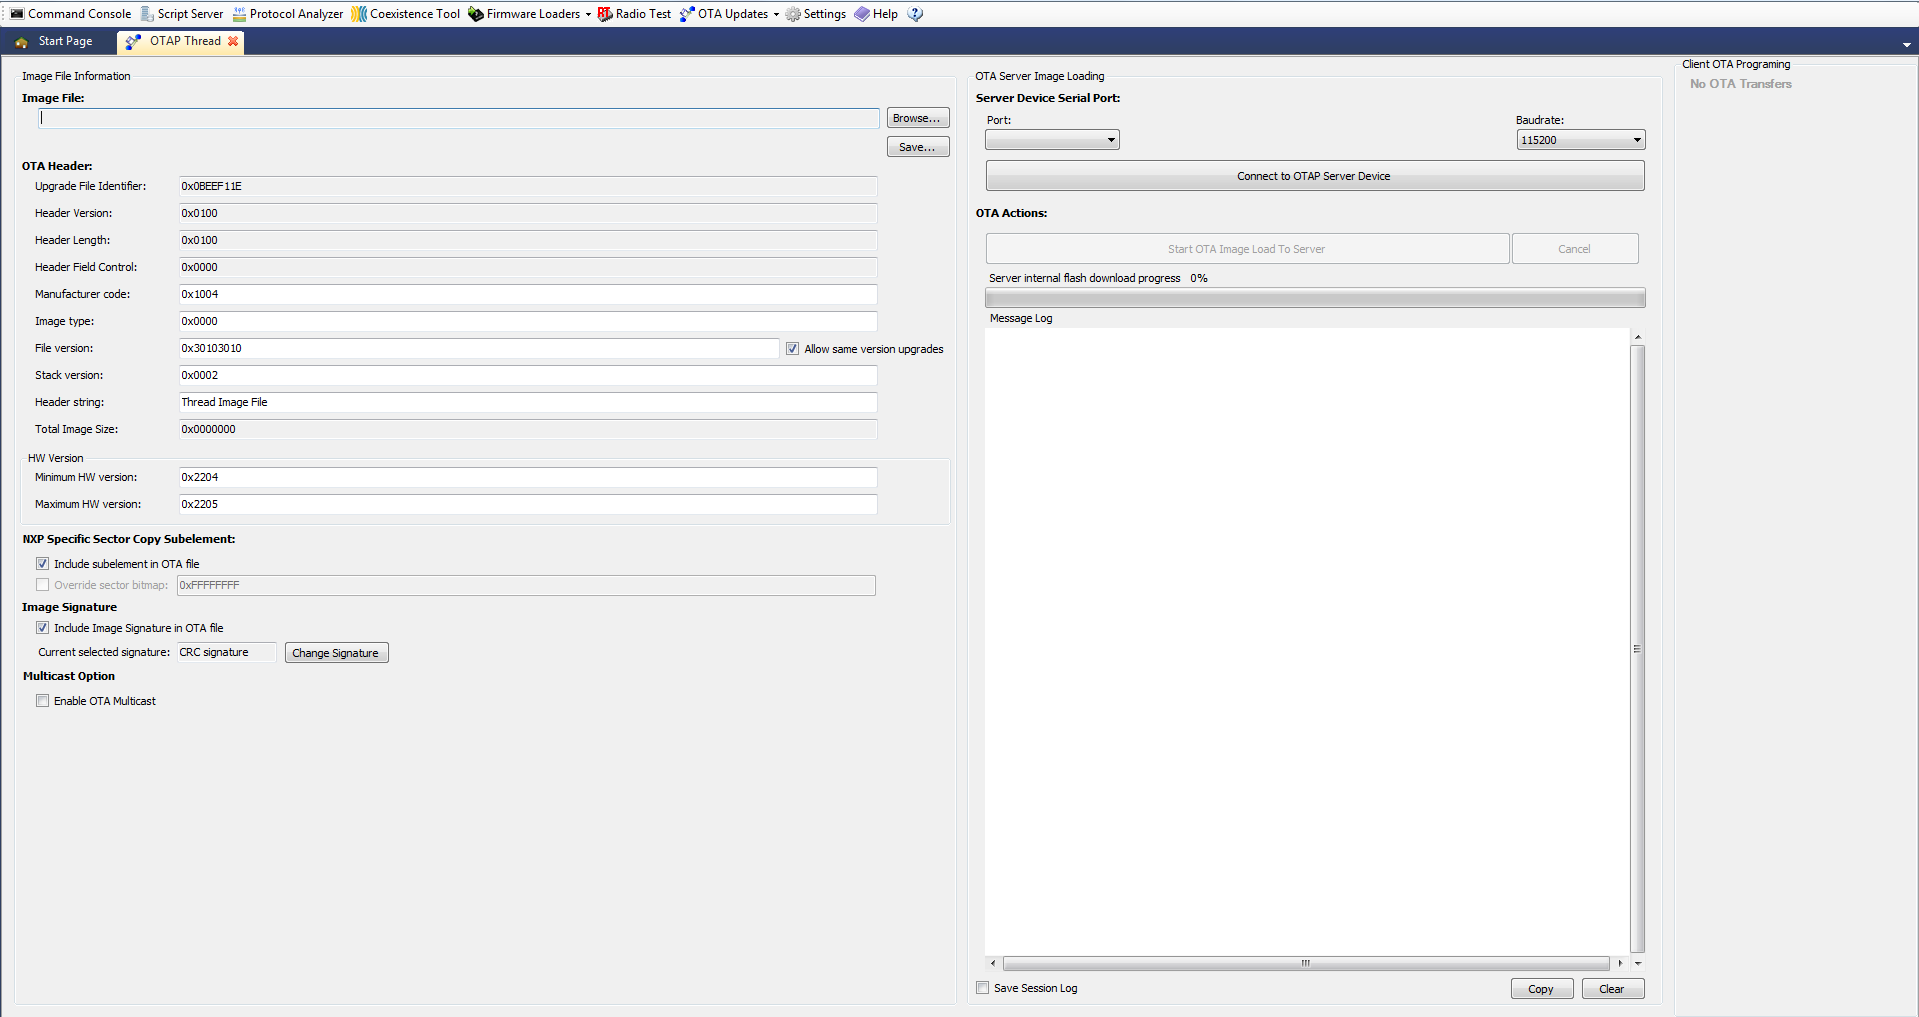 Command Console Script Server Protocol Analyzer Coexistence Tool Firmware Loaders Radio Test OTA Updates Settings Help
Start Page OTAP Thread
Image File Information
Image File:
Browse...
Save...
OTA Header:
Upgrade File Identifier: 0x0BEEF11E
Header Version: 0x0100
Header Length: 0x0100
Header Field Control: 0x0000
Manufacturer code: 0x1004
Image type: 0x0000
File version: 0x30103010 Allow same version upgrades
Stack version: 0x0002
Header string: Thread Image File
Total Image Size: 0x0000000
HW Version
Minimum HW version: 0x2204
Maximum HW version: 0x2205
NXP Specific Sector Copy Subelement:
Include subelement in OTA file
Override sector bitmap: 0xFFFFFFFF
Image Signature
Include Image Signature in OTA file
Current selected signature: CRC signature Change Signature
Multicast Option
Enable OTA Multicast
OTA Server Image Loading
Server Device Serial Port:
Port: Baudrate:
115200
Connect to OTAP Server Device
OTA Actions:
Start OTA Image Load To Server Cancel
Server internal flash download progress 0%
Message Log
Save Session Log Copy Clear
Client OTA Programing
No OTA Transfers